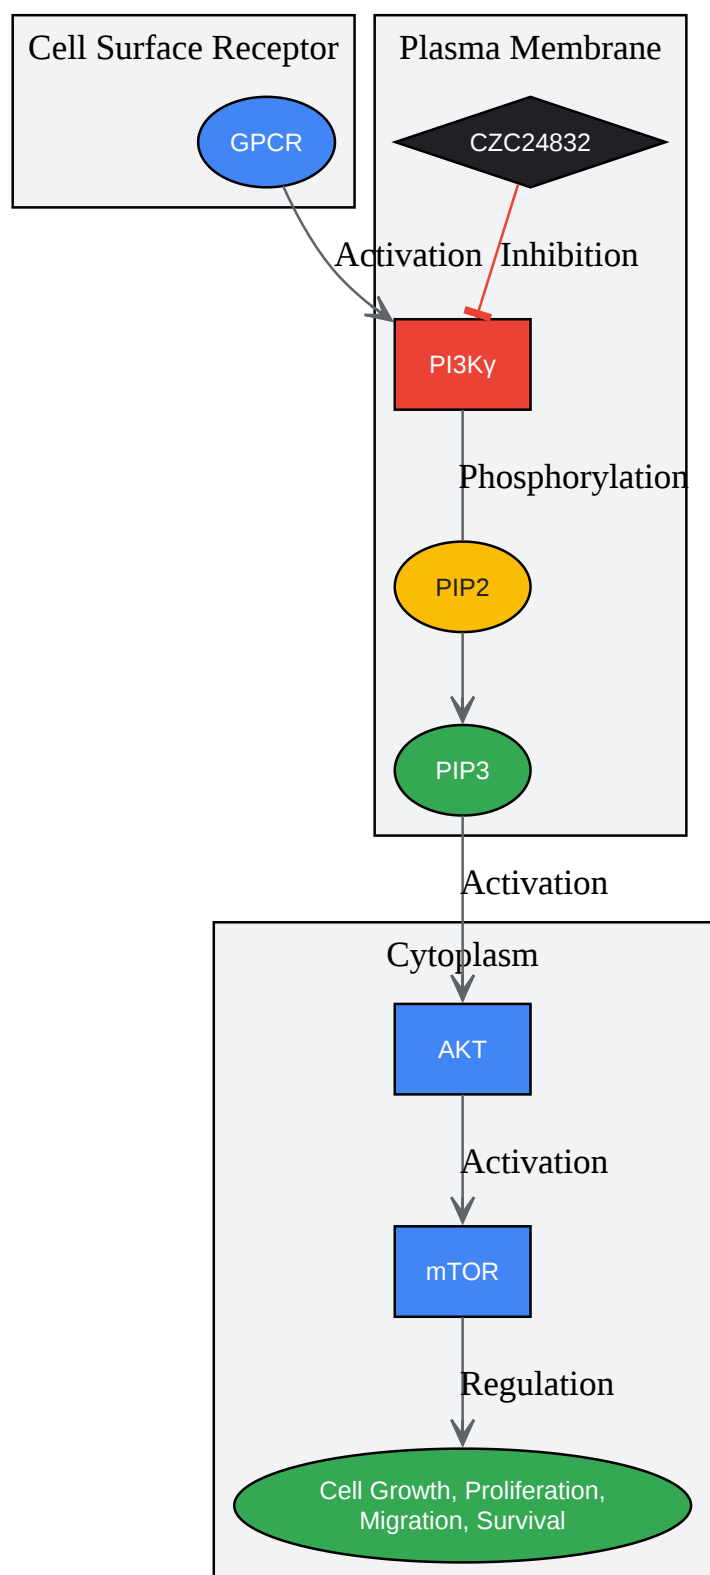 Cell Surface Receptor
Plasma Membrane
GPCR
CZC24832
Activation
Inhibition
PI3Kγ
Phosphorylation
PIP2
PIP3
Activation
Cytoplasm
AKT
Activation
mTOR
Regulation
Cell Growth, Proliferation,
Migration, Survival